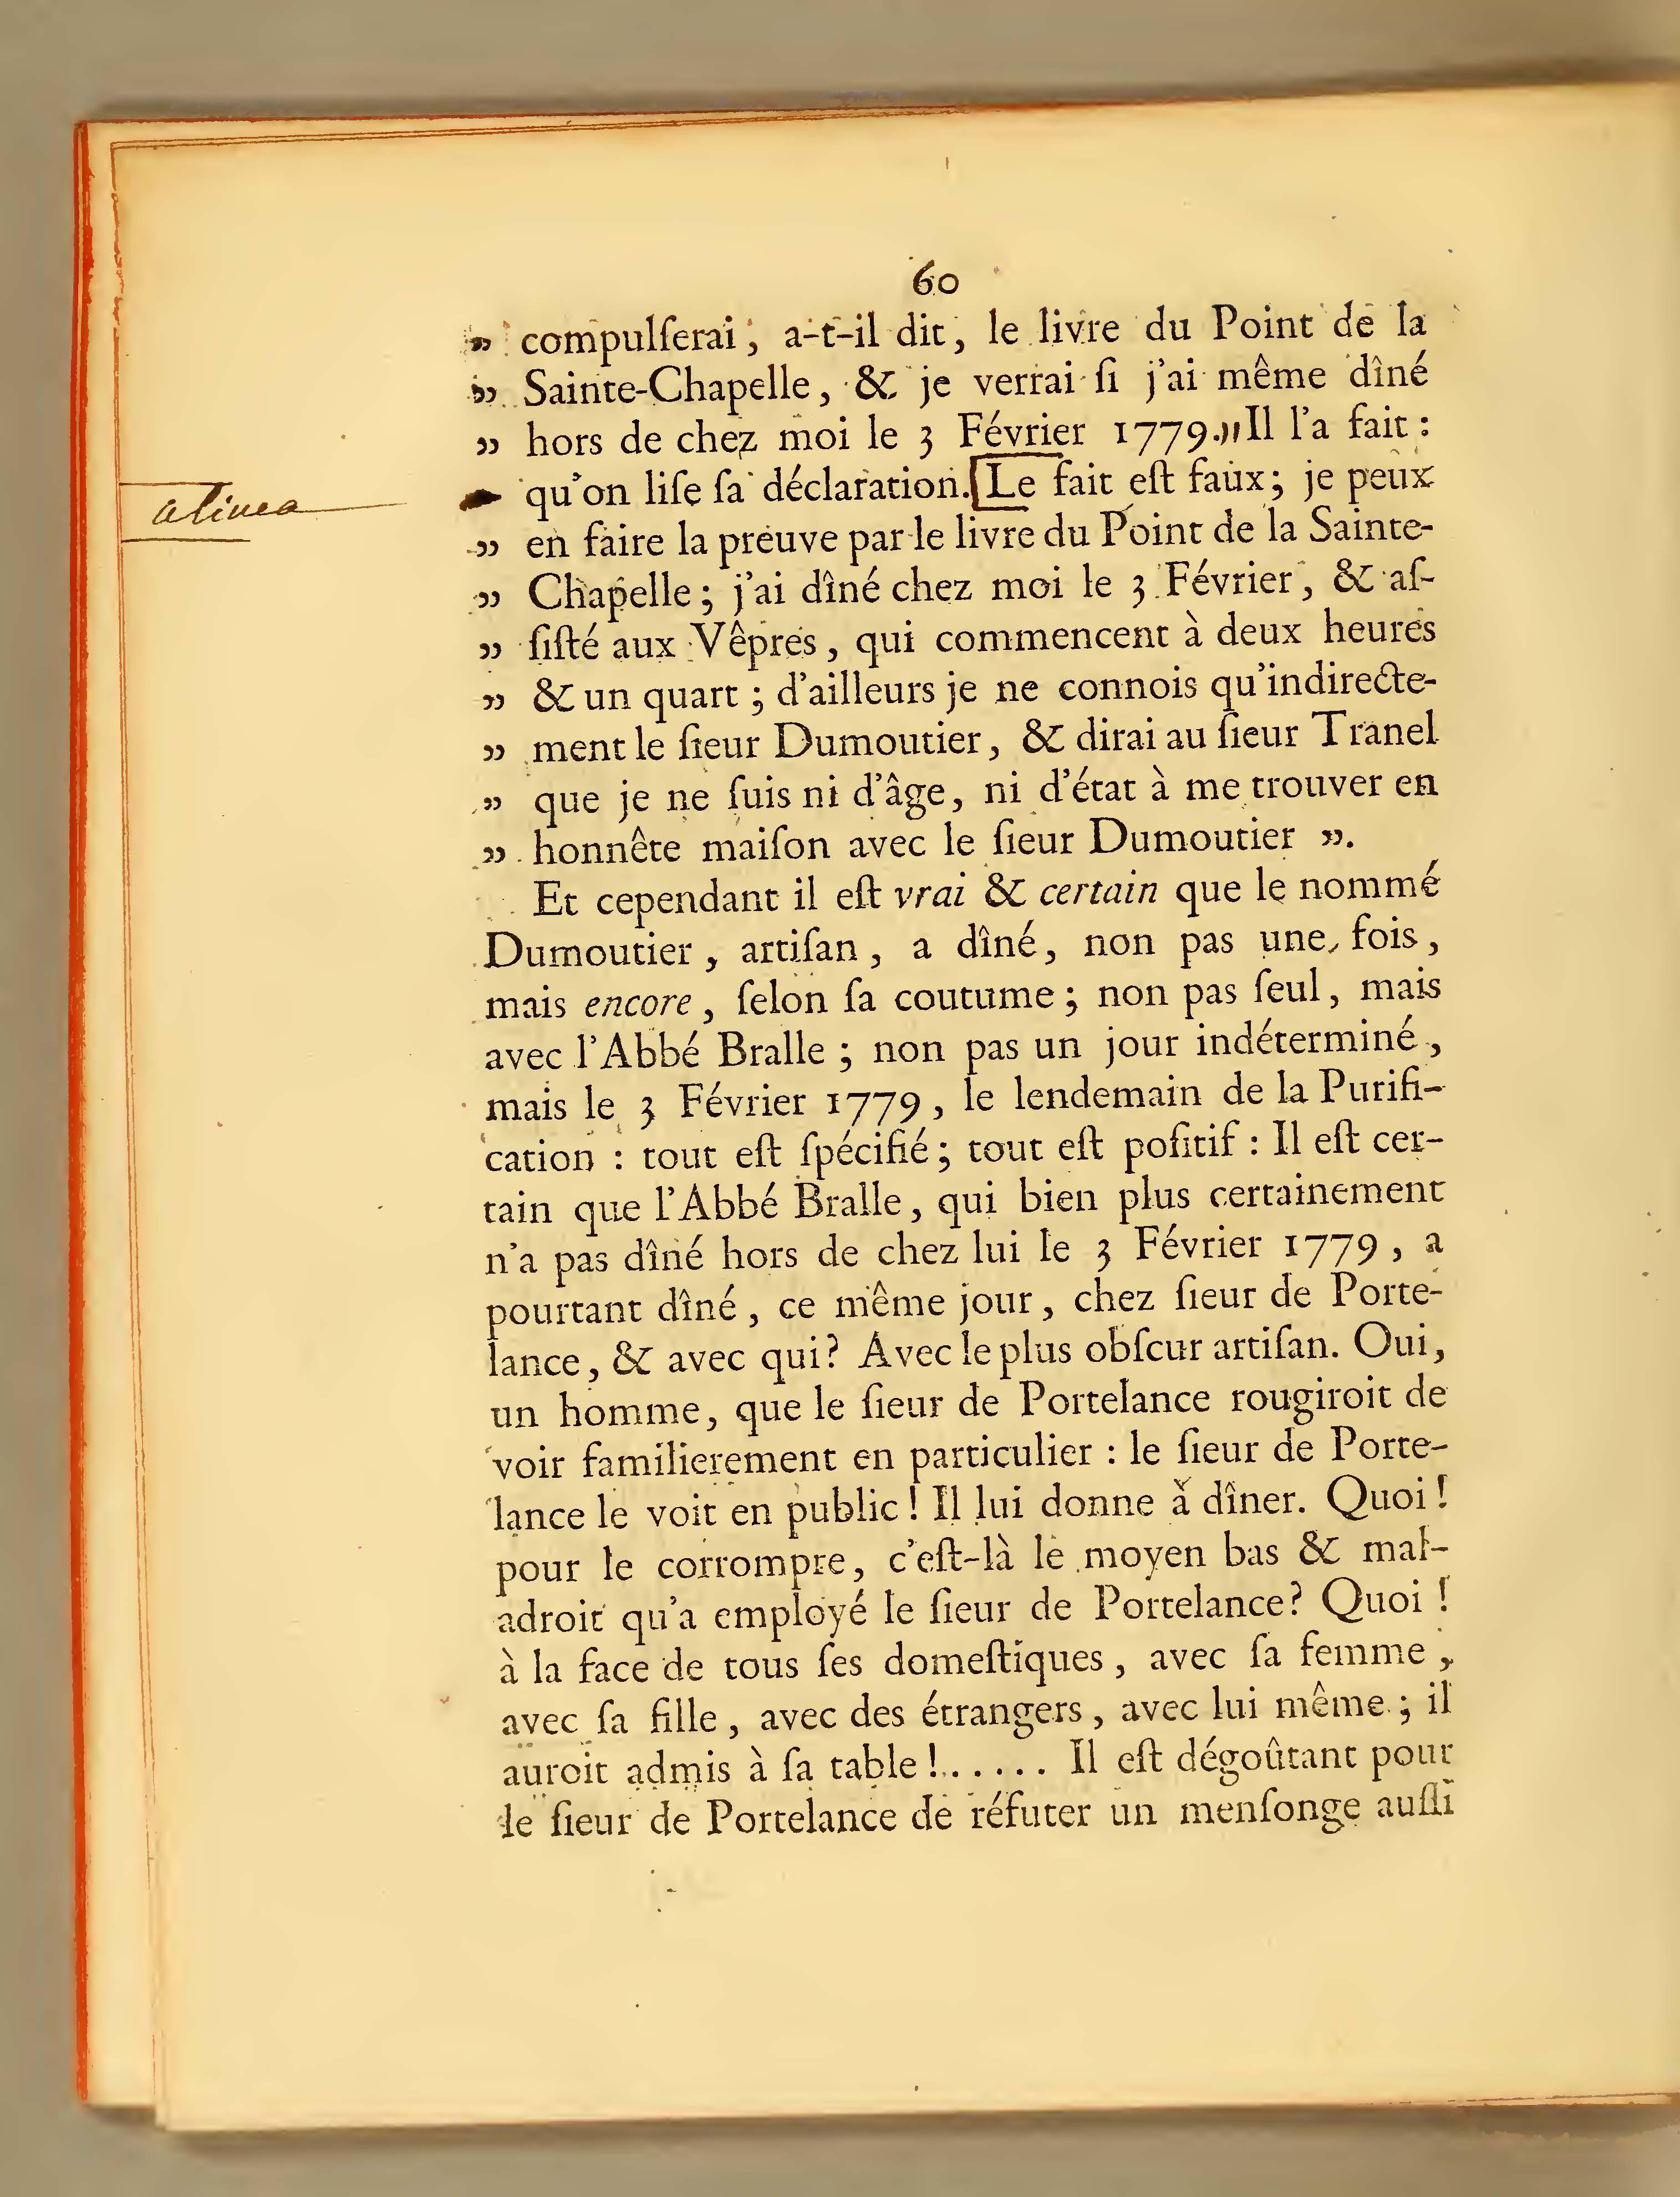 60
» compulſerai, a-t-il dit, le livre du Point de la
» Sainte-Chapelle, & je verrai ſi j'ai même dîné
» hors de chez moi le 3 Février 1779.» Il l'a fait :
alinea
qu'on liſe ſa déclaration. [Le fait eſt faux ; je peux
» en faire la preuve par le livre du Point de la Sainte-
» Chapelle ; j'ai dîné chez moi le 3 Février, & aſ-
» ſiſté aux Vêpres, qui commencent à deux heures
» & un quart ; d'ailleurs je ne connois qu'indirecte-
» ment le ſieur Dumoutier, & dirai au ſieur Tranel
» que je ne ſuis ni d'âge, ni d'état à me trouver en
» honnête maiſon avec le ſieur Dumoutier ».
Et cependant il eſt vrai & certain que le nommé
Dumoutier, artiſan, a dîné, non pas une fois,
mais encore, ſelon ſa coutume ; non pas ſeul, mais
avec l'Abbé Bralle ; non pas un jour indéterminé,
mais le 3 Février 1779, le lendemain de la Purifi-
cation : tout eſt ſpécifié ; tout eſt poſitif : Il eſt cer-
tain que l'Abbé Bralle, qui bien plus certainement
n'a pas dîné hors de chez lui le 3 Février 1779, a
pourtant dîné, ce même jour, chez ſieur de Porte-
lance, & avec qui? Avec le plus obſcur artiſan. Oui,
un homme, que le ſieur de Portelance rougiroit de
voir familierement en particulier : le ſieur de Porte-
lance le voit en public ! Il lui donne à dîner. Quoi !
pour le corrompre, c'eſt-là le moyen bas & mal-
adroit qu'a employé le ſieur de Portelance? Quoi !
à la face de tous ſes domeſtiques, avec ſa femme,
avec ſa fille, avec des étrangers, avec lui même ; il
auroit admis à ſa table !...... Il eſt dégoûtant pour
le ſieur de Portelance de réfuter un menſonge auſſi